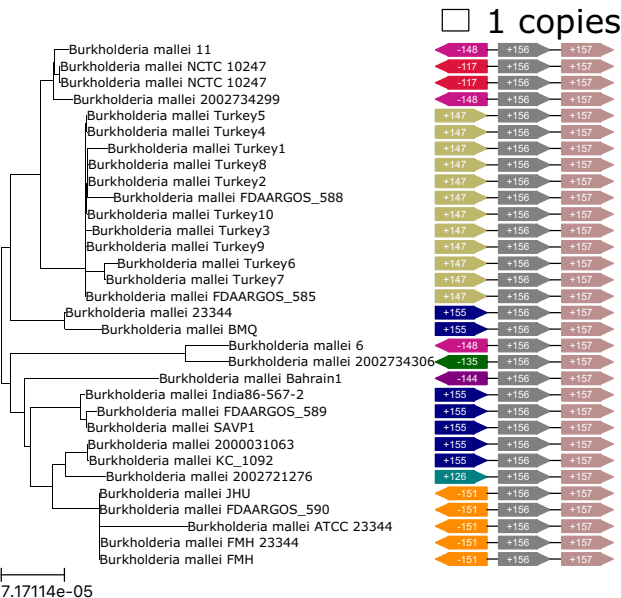 1 copies
Burkholderia mallei 11 -148 +156 +157
Burkholderia mallei NCTC 10247 -117 +156 +157
Burkholderia mallei NCTC 10247 -117 +156 +157
Burkholderia mallei 2002734299 -148 +156 +157
Burkholderia mallei Turkey5 +147 +156 +157
Burkholderia mallei Turkey4 +147 +156 +157
Burkholderia mallei Turkey1 +147 +156 +157
Burkholderia mallei Turkey8 +147 +156 +157
Burkholderia mallei Turkey2 +147 +156 +157
Burkholderia mallei FDAARGOS_588 +147 +156 +157
Burkholderia mallei Turkey10 +147 +156 +157
Burkholderia mallei Turkey3 +147 +156 +157
Burkholderia mallei Turkey9 +147 +156 +157
Burkholderia mallei Turkey6 +147 +156 +157
Burkholderia mallei Turkey7 +147 +156 +157
Burkholderia mallei FDAARGOS_585 +147 +156 +157
Burkholderia mallei 23344 +155 +156 +157
Burkholderia mallei BMQ +155 +156 +157
Burkholderia mallei 6 -148 +156 +157
Burkholderia mallei 2002734306 -135 +156 +157
Burkholderia mallei Bahrain1 -144 +156 +157
Burkholderia mallei India86-567-2 +155 +156 +157
Burkholderia mallei FDAARGOS_589 +155 +156 +157
Burkholderia mallei SAVP1 +155 +156 +157
Burkholderia mallei 2000031063 +155 +156 +157
Burkholderia mallei KC_1092 +155 +156 +157
Burkholderia mallei 2002721276 +126 +156 +157
Burkholderia mallei JHU -151 +156 +157
Burkholderia mallei FDAARGOS_590 -151 +156 +157
Burkholderia mallei ATCC 23344 -151 +156 +157
Burkholderia mallei FMH 23344 -151 +156 +157
Burkholderia mallei FMH -151 +156 +157
7.17114e-05